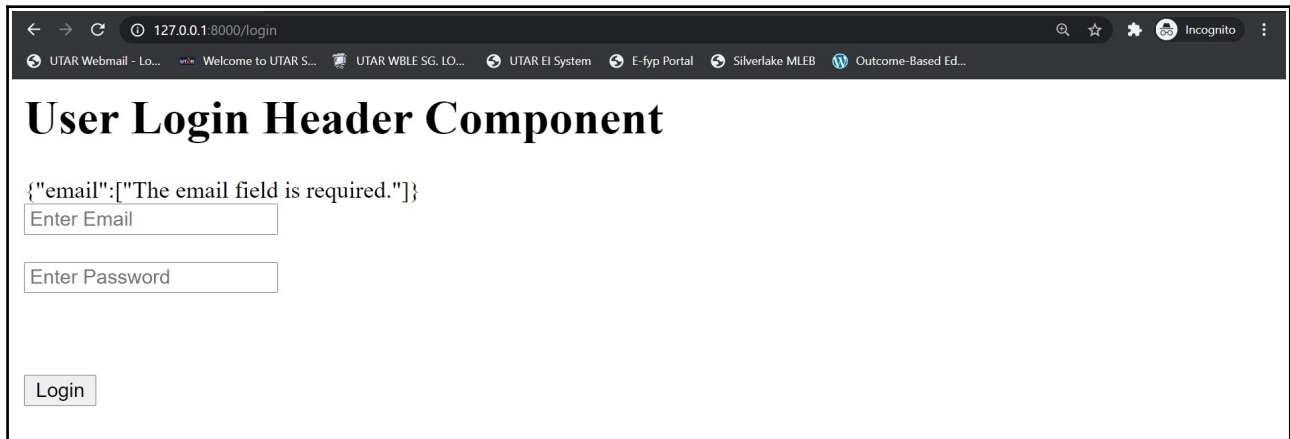 127.0.0.1:8000/login
Incognito
UTAR Webmail - Lo... Welcome to UTAR S... UTAR WBLE SG. LO... UTAR EI System E-fyp Portal Silverlake MLEB Outcome-Based Ed...
User Login Header Component
{"email":["The email field is required."]}
Enter Email
Enter Password
Login